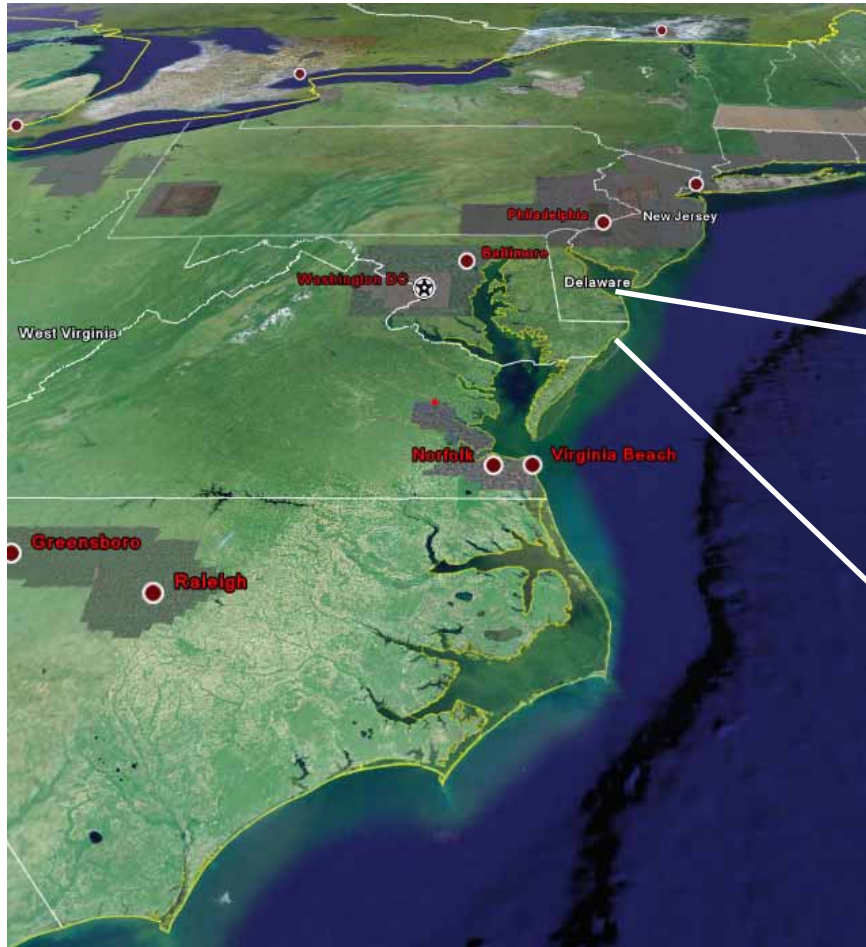 Philadelphia
New Jersey
Baltimore
Washington DC
Delaware
West Virginia
Norfolk
Virginia Beach
Greensboro
Raleigh